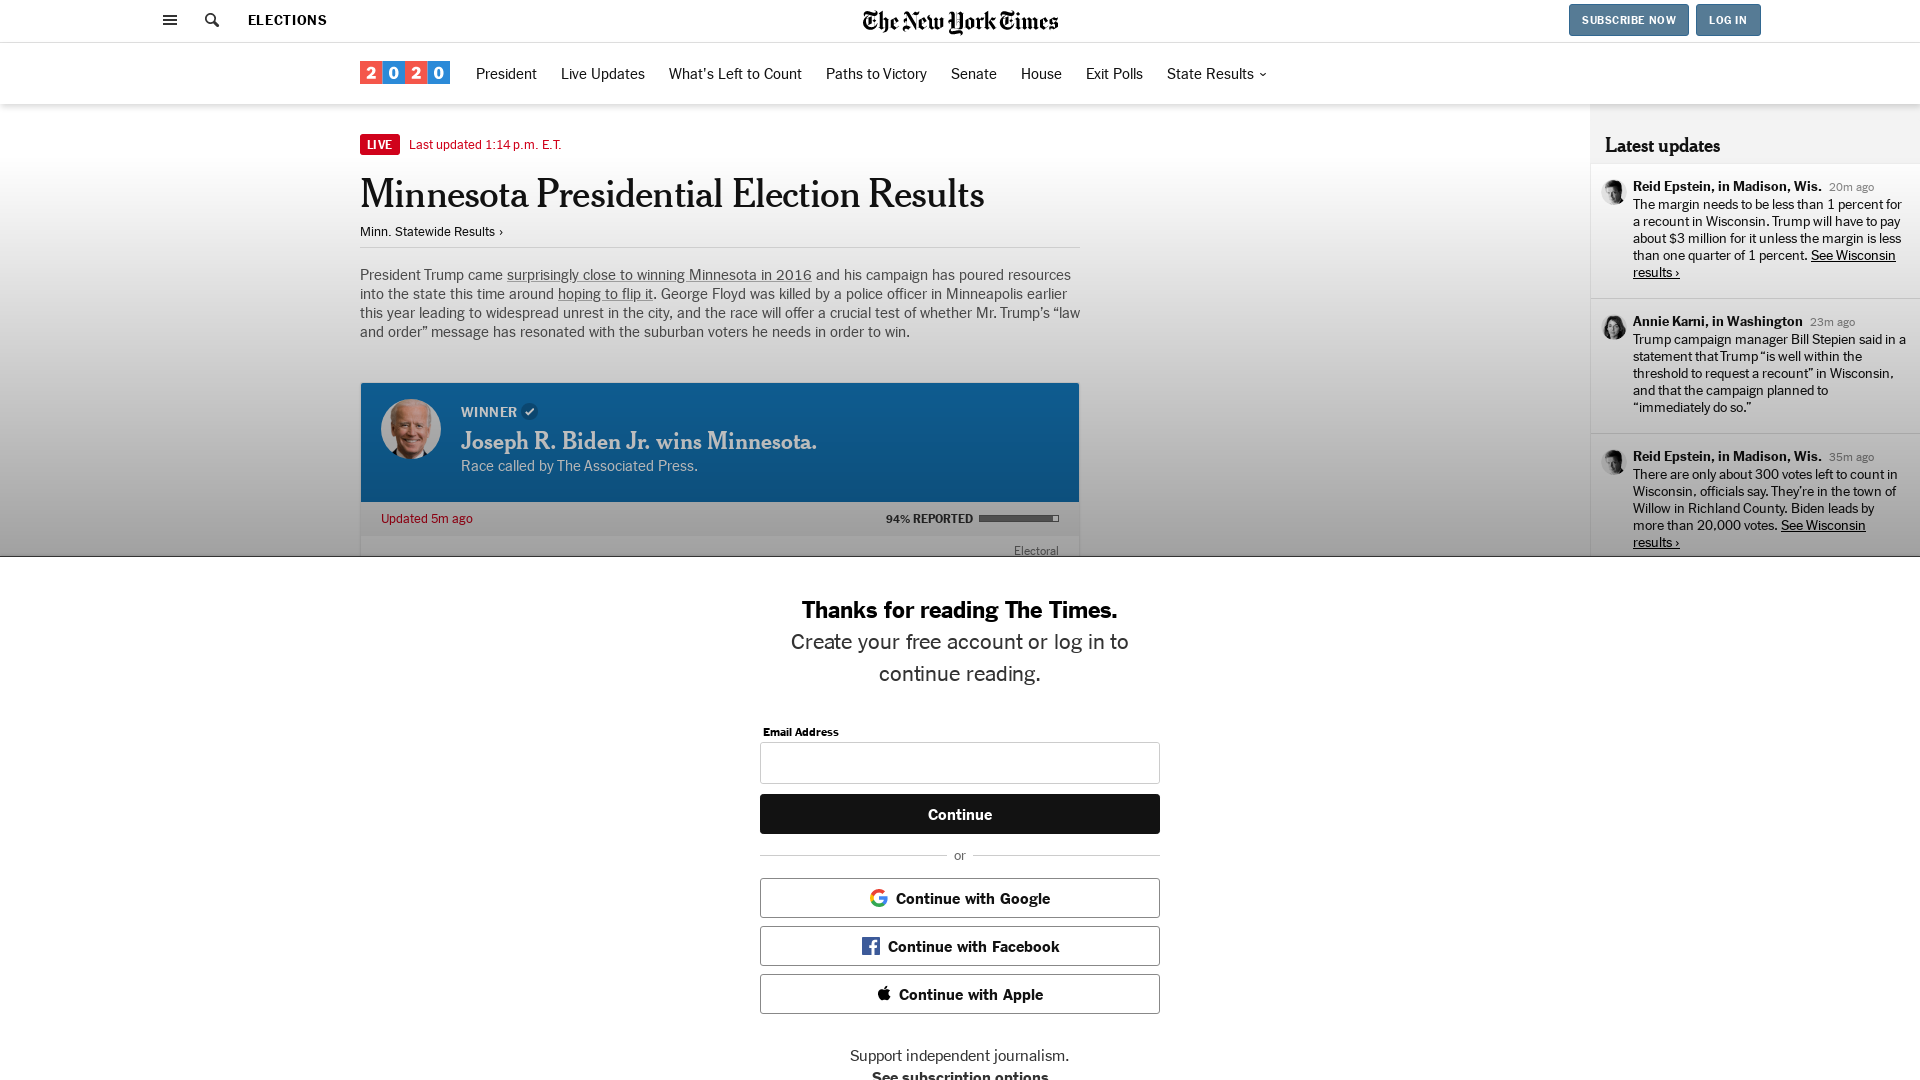 ELECTIONS
The New York Times
SUBSCRIBE NOW
LOG IN
2020
President
Live Updates
What's Left to Count
Paths to Victory
Senate
House
Exit Polls
State Results
LIVE Last updated 1:14 p.m. E.T.
Minnesota Presidential Election Results
Minn. Statewide Results ›
President Trump came surprisingly close to winning Minnesota in 2016 and his campaign has poured resources
into the state this time around hoping to flip it. George Floyd was killed by a police officer in Minneapolis earlier
this year leading to widespread unrest in the city, and the race will offer a crucial test of whether Mr. Trump's “law
and order” message has resonated with the suburban voters he needs in order to win.
WINNER
Joseph R. Biden Jr. wins Minnesota.
Race called by The Associated Press.
Updated 5m ago
94% REPORTED
Electoral
Latest updates
Reid Epstein, in Madison, Wis. 20m ago
The margin needs to be less than 1 percent for
a recount in Wisconsin. Trump will have to pay
about $3 million for it unless the margin is less
than one quarter of 1 percent. See Wisconsin
results ›
Annie Karni, in Washington 23m ago
Trump campaign manager Bill Stepien said in a
statement that Trump “is well within the
threshold to request a recount” in Wisconsin,
and that the campaign planned to
“immediately do so.”
Reid Epstein, in Madison, Wis. 35m ago
There are only about 300 votes left to count in
Wisconsin, officials say. They're in the town of
Willow in Richland County. Biden leads by
more than 20,000 votes. See Wisconsin
results ›
Thanks for reading The Times.
Create your free account or log in to
continue reading.
Email Address
Continue
or
Continue with Google
Continue with Facebook
Continue with Apple
Support independent journalism.
See subscription options